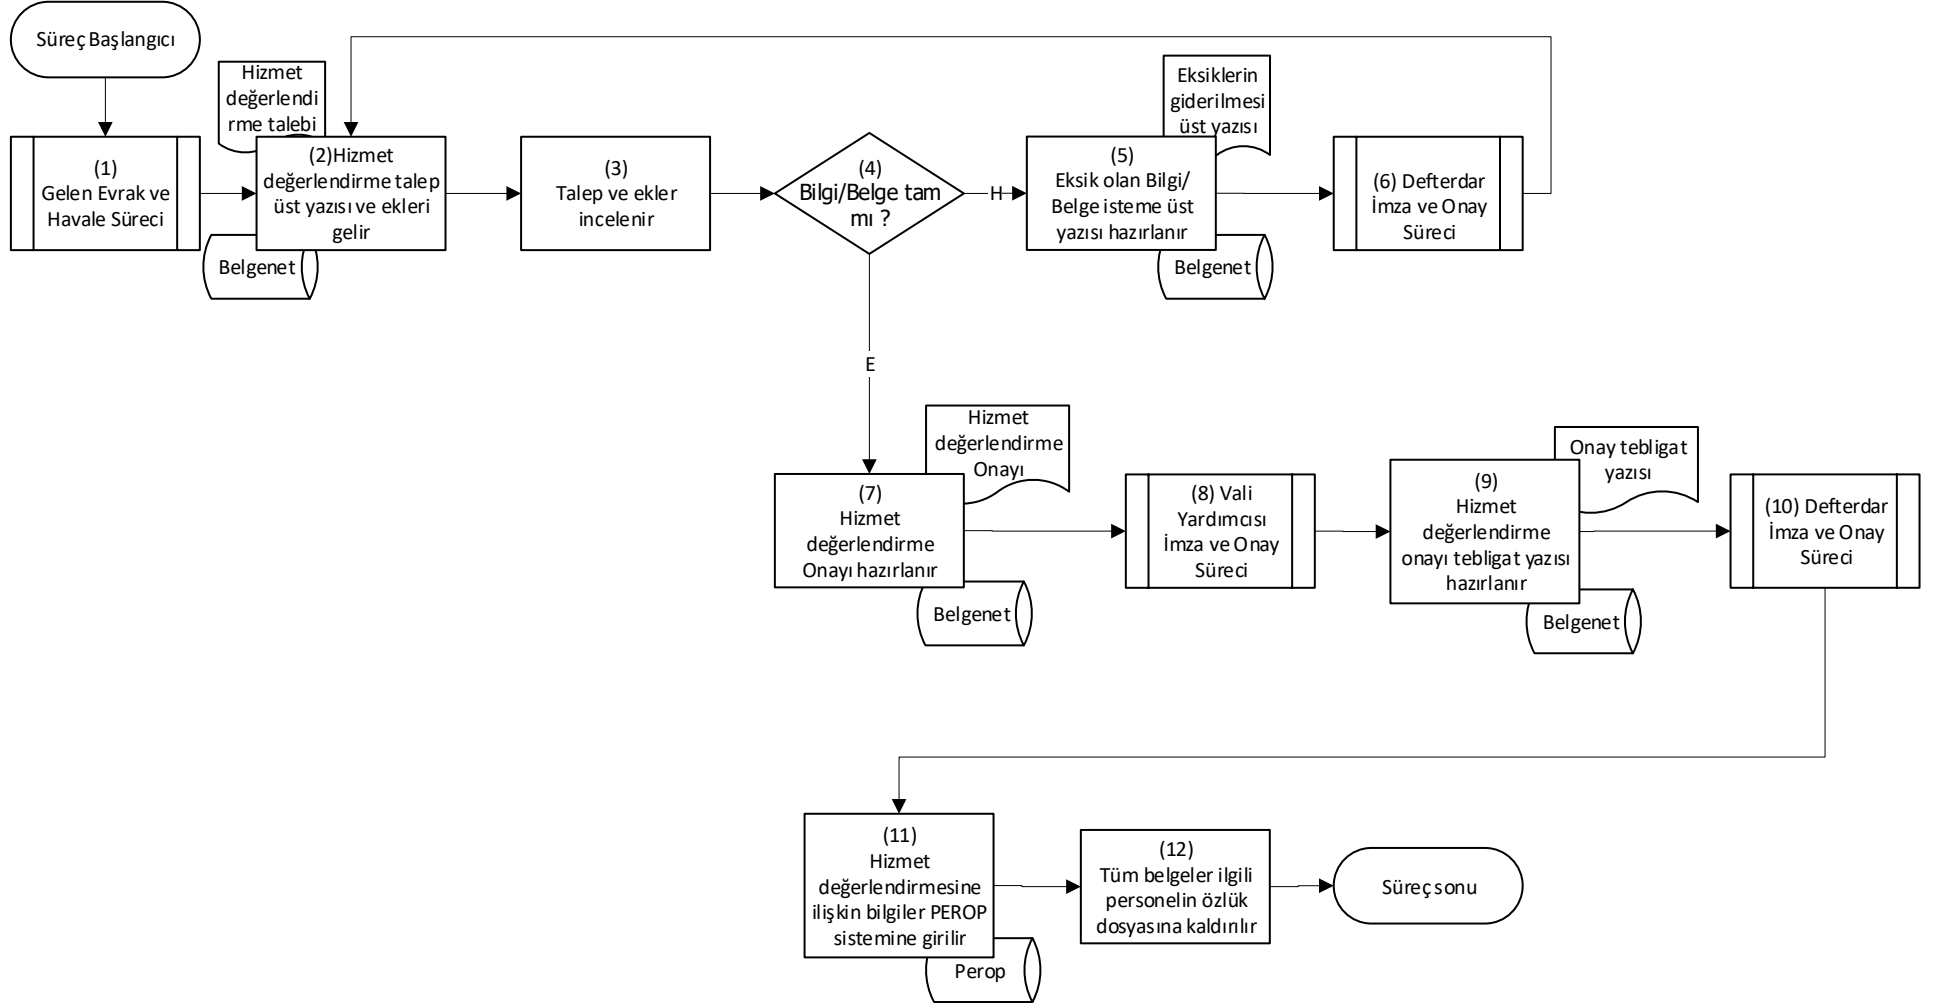 Süreç Başlangıcı
Hizmet
değerlendi
rme talebi
(1)
Gelen Evrak ve
Havale Süreci
(2)Hizmet
değerlendirme talep
üst yazısı ve ekleri
gelir
Belgenet
(3)
Talep ve ekler
incelenir
(4)
Bilgi/Belge tam
mı ?
H
Eksiklerin
giderilmesi
üst yazısı
(5)
Eksik olan Bilgi/
Belge isteme üst
yazısı hazırlanır
Belgenet
(6) Defterdar
İmza ve Onay
Süreci
E
Hizmet
değerlendirme
Onayı
(7)
Hizmet
değerlendirme
Onayı hazırlanır
Belgenet
(8) Vali
Yardımcısı
İmza ve Onay
Süreci
Onay tebligat
yazısı
(9)
Hizmet
değerlendirme
onayı tebligat yazısı
hazırlanır
Belgenet
(10) Defterdar
İmza ve Onay
Süreci
(11)
Hizmet
değerlendirmesine
ilişkin bilgiler PEROP
sistemine girilir
Perop
(12)
Tüm belgeler ilgili
personelin özlük
dosyasına kaldırılır
Süreç sonu